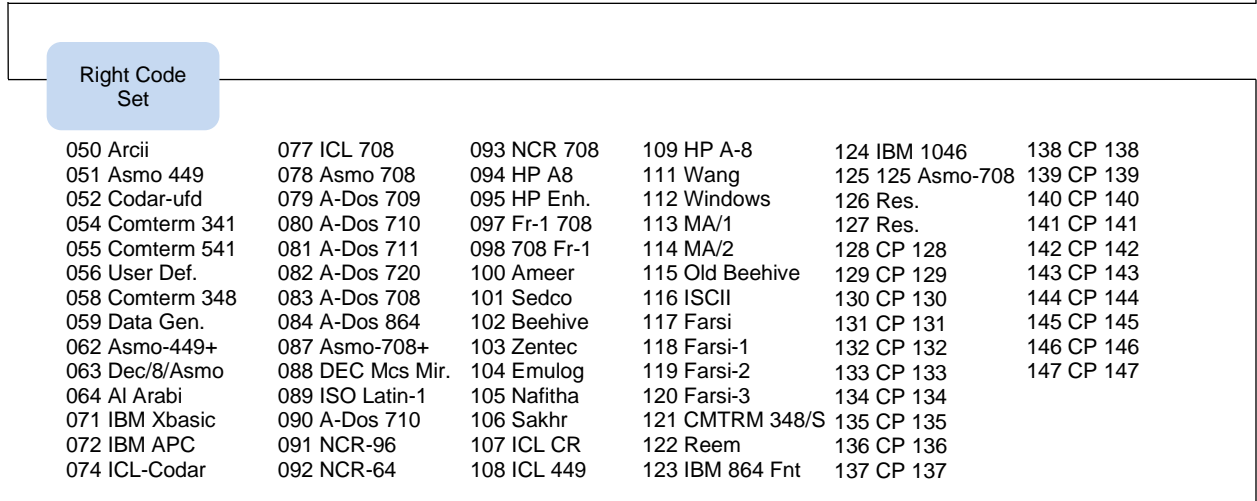 Right Code
Set
050 Arcii
051 Asmo 449
052 Codar-ufd
054 Comterm 341
055 Comterm 541
056 User Def.
058 Comterm 348
059 Data Gen.
062 Asmo-449+
063 Dec/8/Asmo
064 Al Arabi
071 IBM Xbasic
072 IBM APC
074 ICL-Codar
077 ICL 708
078 Asmo 708
079 A-Dos 709
080 A-Dos 710
081 A-Dos 711
082 A-Dos 720
083 A-Dos 708
084 A-Dos 864
087 Asmo-708+
088 DEC Mcs Mir.
089 ISO Latin-1
090 A-Dos 710
091 NCR-96
092 NCR-64
093 NCR 708
094 HP A8
095 HP Enh.
097 Fr-1 708
098 708 Fr-1
100 Ameer
101 Sedco
102 Beehive
103 Zentec
104 Emulog
105 Nafitha
106 Sakhr
107 ICL CR
108 ICL 449
109 HP A-8
111 Wang
112 Windows
113 MA/1
114 MA/2
115 Old Beehive
116 ISCII
117 Farsi
118 Farsi-1
119 Farsi-2
120 Farsi-3
121 CMTRM 348/S
122 Reem
123 IBM 864 Fnt
124 IBM 1046
125 125 Asmo-708
126 Res.
127 Res.
128 CP 128
129 CP 129
130 CP 130
131 CP 131
132 CP 132
133 CP 133
134 CP 134
135 CP 135
136 CP 136
137 CP 137
138 CP 138
139 CP 139
140 CP 140
141 CP 141
142 CP 142
143 CP 143
144 CP 144
145 CP 145
146 CP 146
147 CP 147